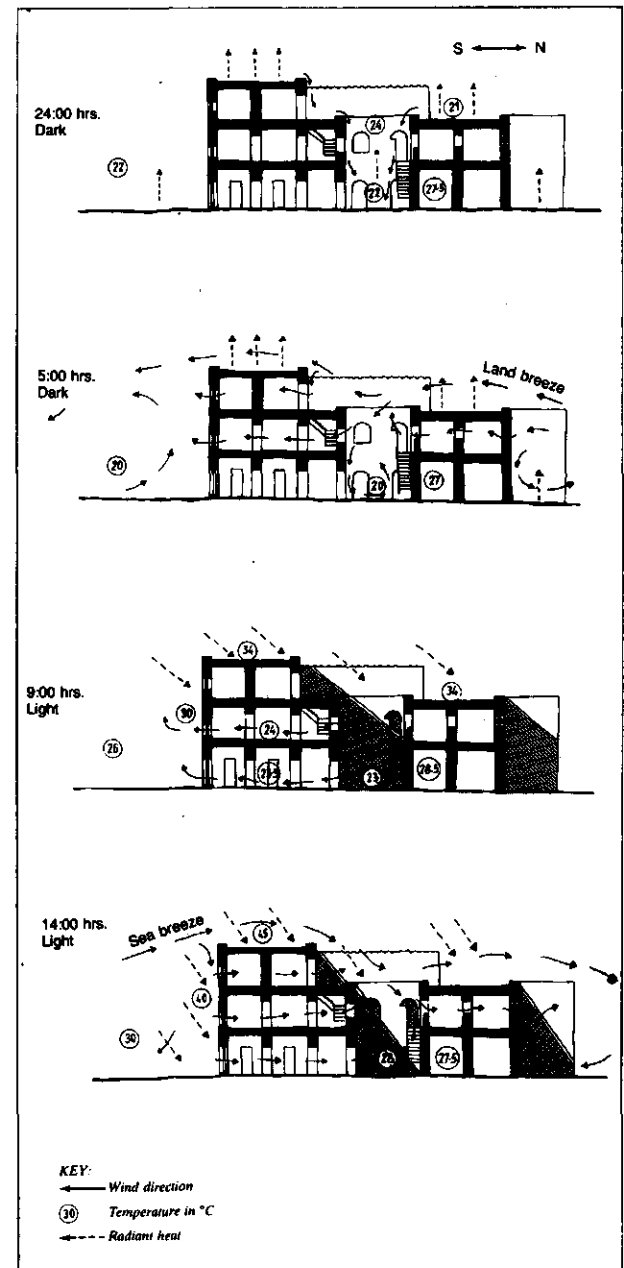 S N
24:00 hrs.
Dark
21
24
22
22
27·5
5:00 hrs.
Dark
Land breeze
20
20
27
9:00 hrs.
Light
34
34
30
24
26
23
26·5
14:00 hrs.
Light
Sea breeze
45
40
30
28
27·5
KEY:
Wind direction
30 Temperature in °C
Radiant heat